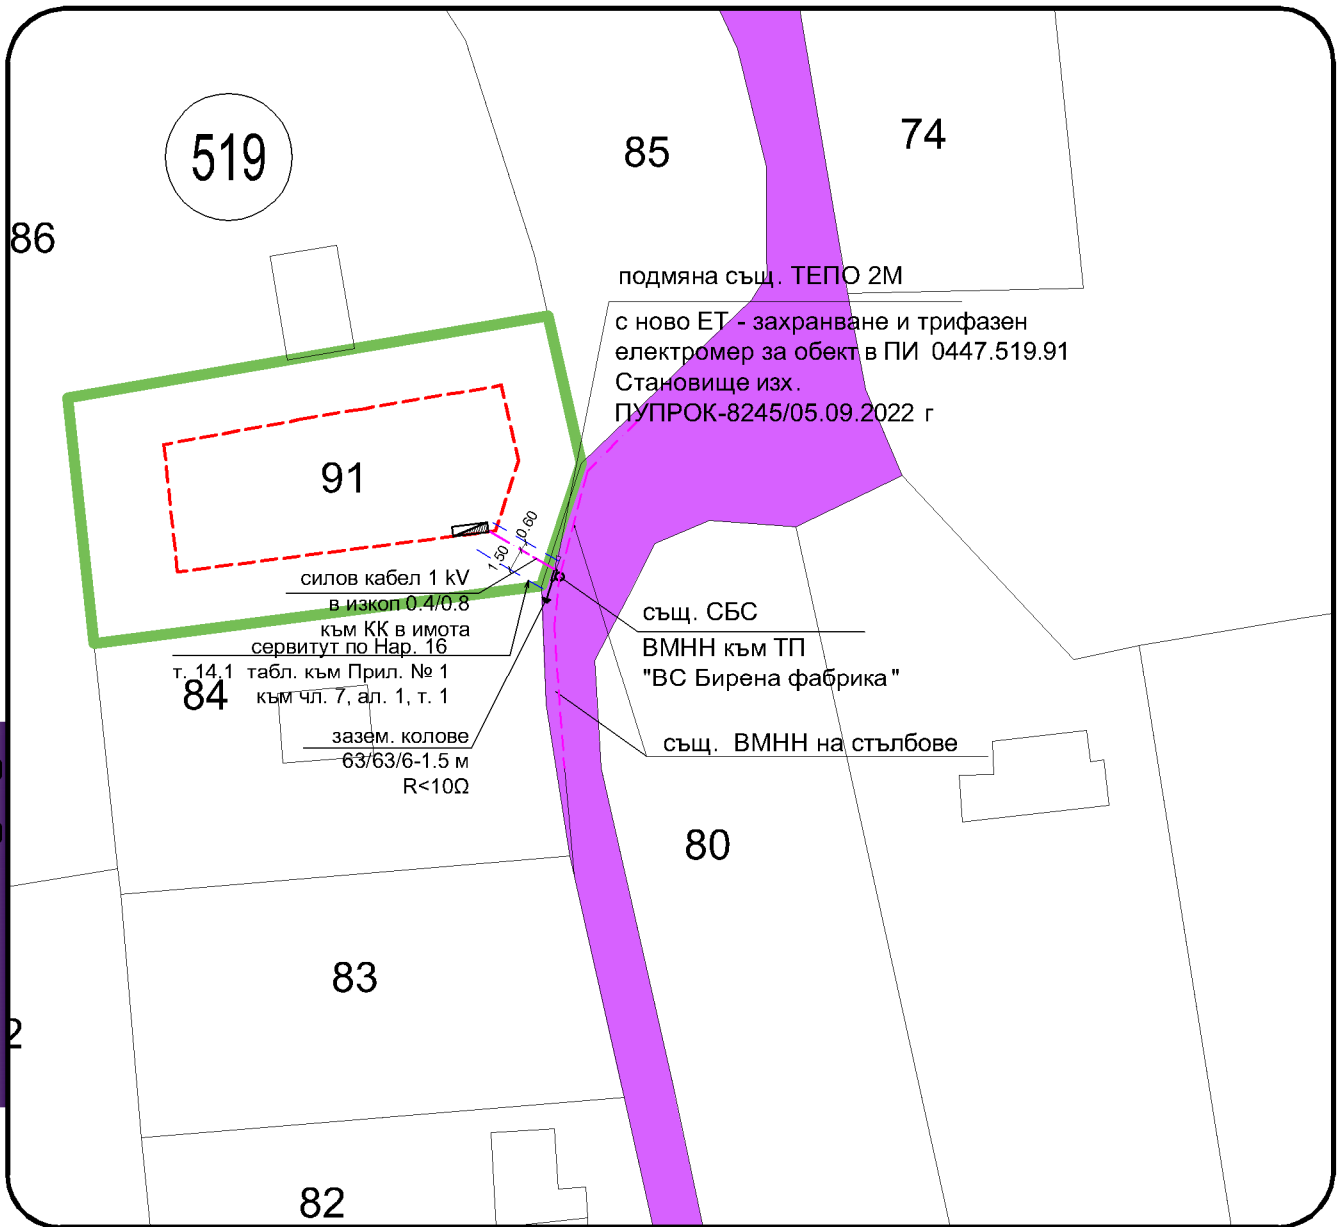 519
86
85
74
подмяна същ. ТЕПО 2М
с ново ЕТ - захранване и трифазен
електромер за обект в ПИ 0447.519.91
Становище изх.
ПУПРОК-8245/05.09.2022 г
91
0.60
1.50
силов кабел 1 kV
в изкоп 0.4/0.8
към КК в имота
сервитут по Нар. 16
т. 14.1 табл. към Прил. № 1
към чл. 7, ал. 1, т. 1
84
зазем. колове
63/63/6-1.5 м
R<10Ω
същ. СБС
ВМНН към ТП
"ВС Бирена фабрика"
същ. ВМНН на стълбове
80
83
2
82